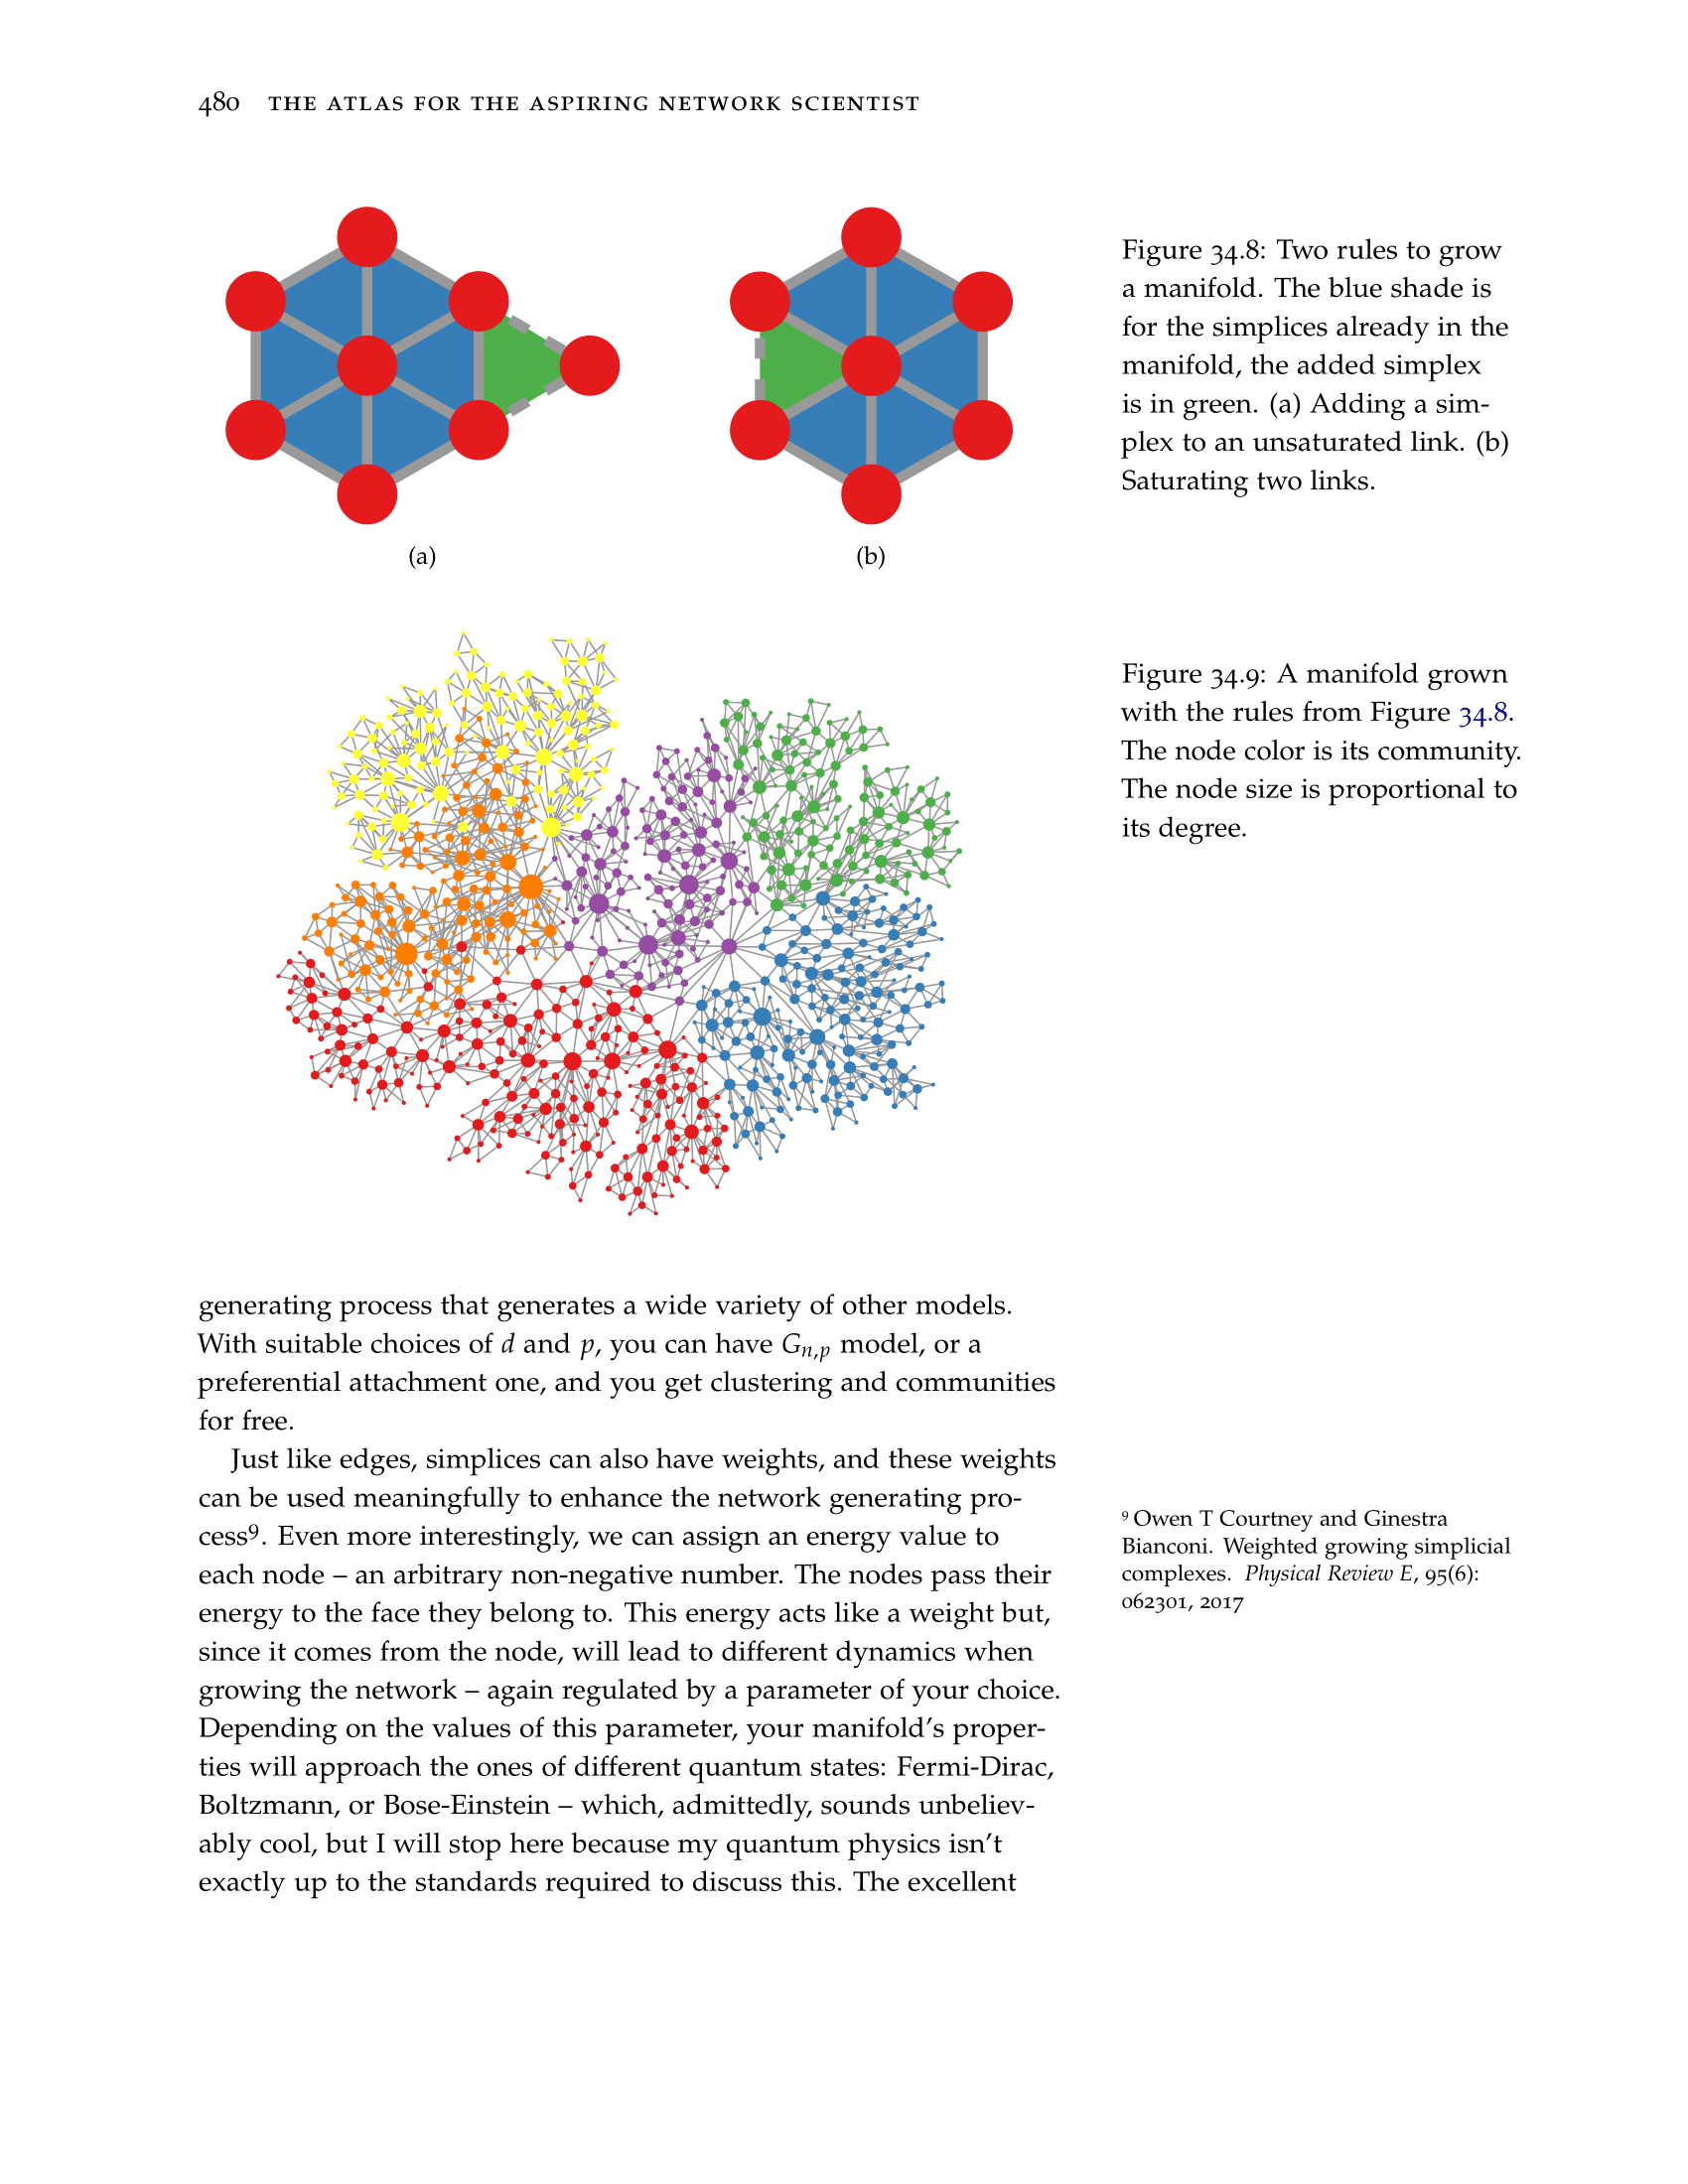 480 THE ATLAS FOR THE ASPIRING NETWORK SCIENTIST
(a)
(b)
Figure 34.8: Two rules to grow
a manifold. The blue shade is
for the simplices already in the
manifold, the added simplex
is in green. (a) Adding a sim-
plex to an unsaturated link. (b)
Saturating two links.
Figure 34.9: A manifold grown
with the rules from Figure 34.8.
The node color is its community.
The node size is proportional to
its degree.
generating process that generates a wide variety of other models.
With suitable choices of d and p, you can have Gn,p model, or a
preferential attachment one, and you get clustering and communities
for free.
Just like edges, simplices can also have weights, and these weights
can be used meaningfully to enhance the network generating pro-
cess⁹. Even more interestingly, we can assign an energy value to
each node – an arbitrary non-negative number. The nodes pass their
energy to the face they belong to. This energy acts like a weight but,
since it comes from the node, will lead to different dynamics when
growing the network – again regulated by a parameter of your choice.
Depending on the values of this parameter, your manifold's proper-
ties will approach the ones of different quantum states: Fermi-Dirac,
Boltzmann, or Bose-Einstein – which, admittedly, sounds unbeliev-
ably cool, but I will stop here because my quantum physics isn't
exactly up to the standards required to discuss this. The excellent
⁹ Owen T Courtney and Ginestra
Bianconi. Weighted growing simplicial
complexes. Physical Review E, 95(6):
062301, 2017